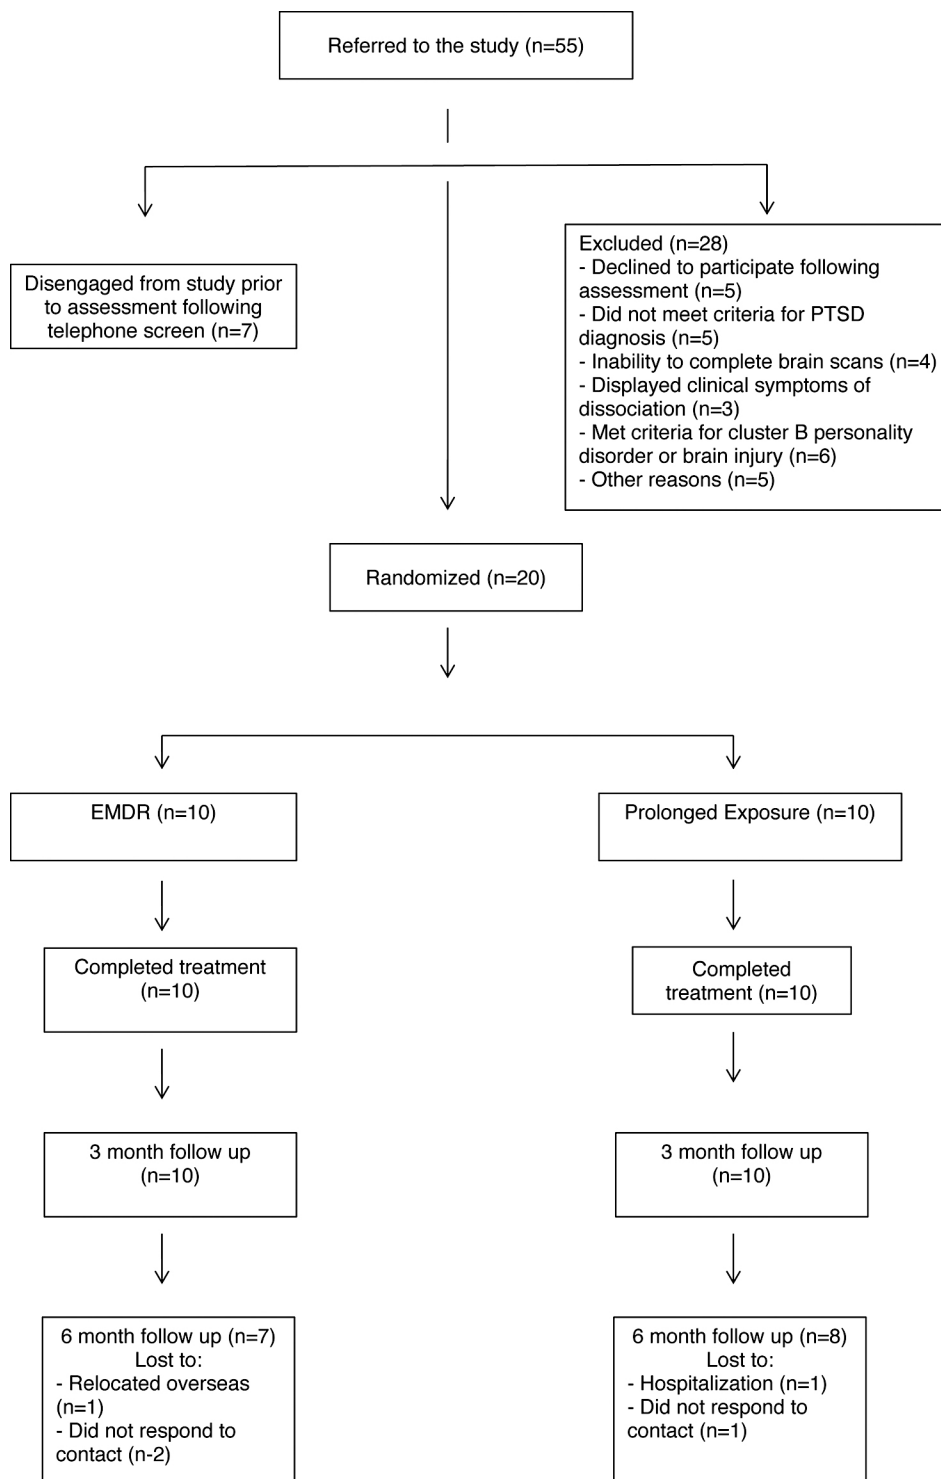 Referred to the study (n=55)
Disengaged from study prior
to assessment following
telephone screen (n=7)
Excluded (n=28)
- Declined to participate following
assessment (n=5)
- Did not meet criteria for PTSD
diagnosis (n=5)
- Inability to complete brain scans (n=4)
- Displayed clinical symptoms of
dissociation (n=3)
- Met criteria for cluster B personality
disorder or brain injury (n=6)
- Other reasons (n=5)
Randomized (n=20)
EMDR (n=10)
Prolonged Exposure (n=10)
Completed treatment
(n=10)
Completed
treatment (n=10)
3 month follow up
(n=10)
3 month follow up
(n=10)
6 month follow up (n=7)
Lost to:
- Relocated overseas
(n=1)
- Did not respond to
contact (n-2)
6 month follow up (n=8)
Lost to:
- Hospitalization (n=1)
- Did not respond to
contact (n=1)